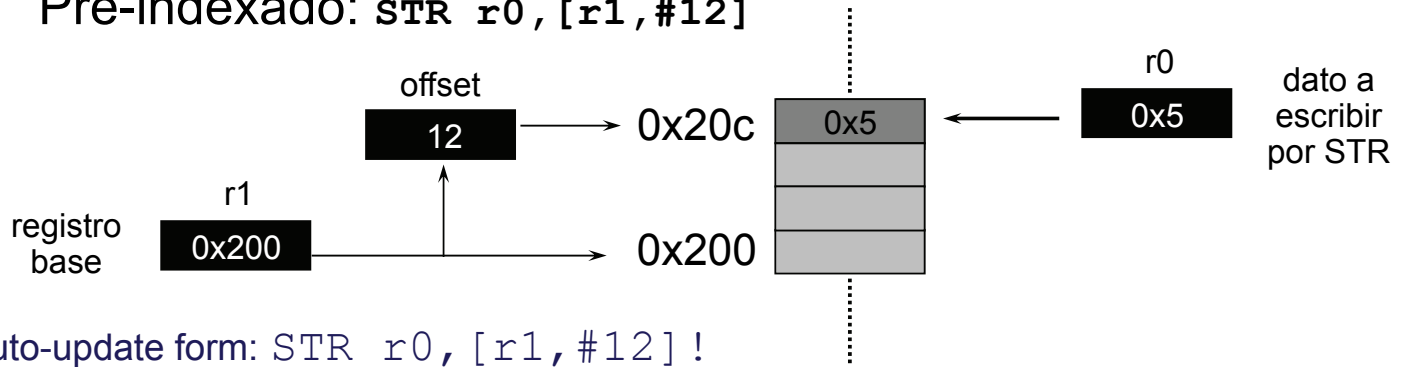 Pre-indexado: STR r0,[r1,#12]
offset
12
0x20c
0x5
r0
0x5
dato a
escribir
por STR
r1
registro
base
0x200
0x200
uto-update form: STR r0,[r1,#12]!